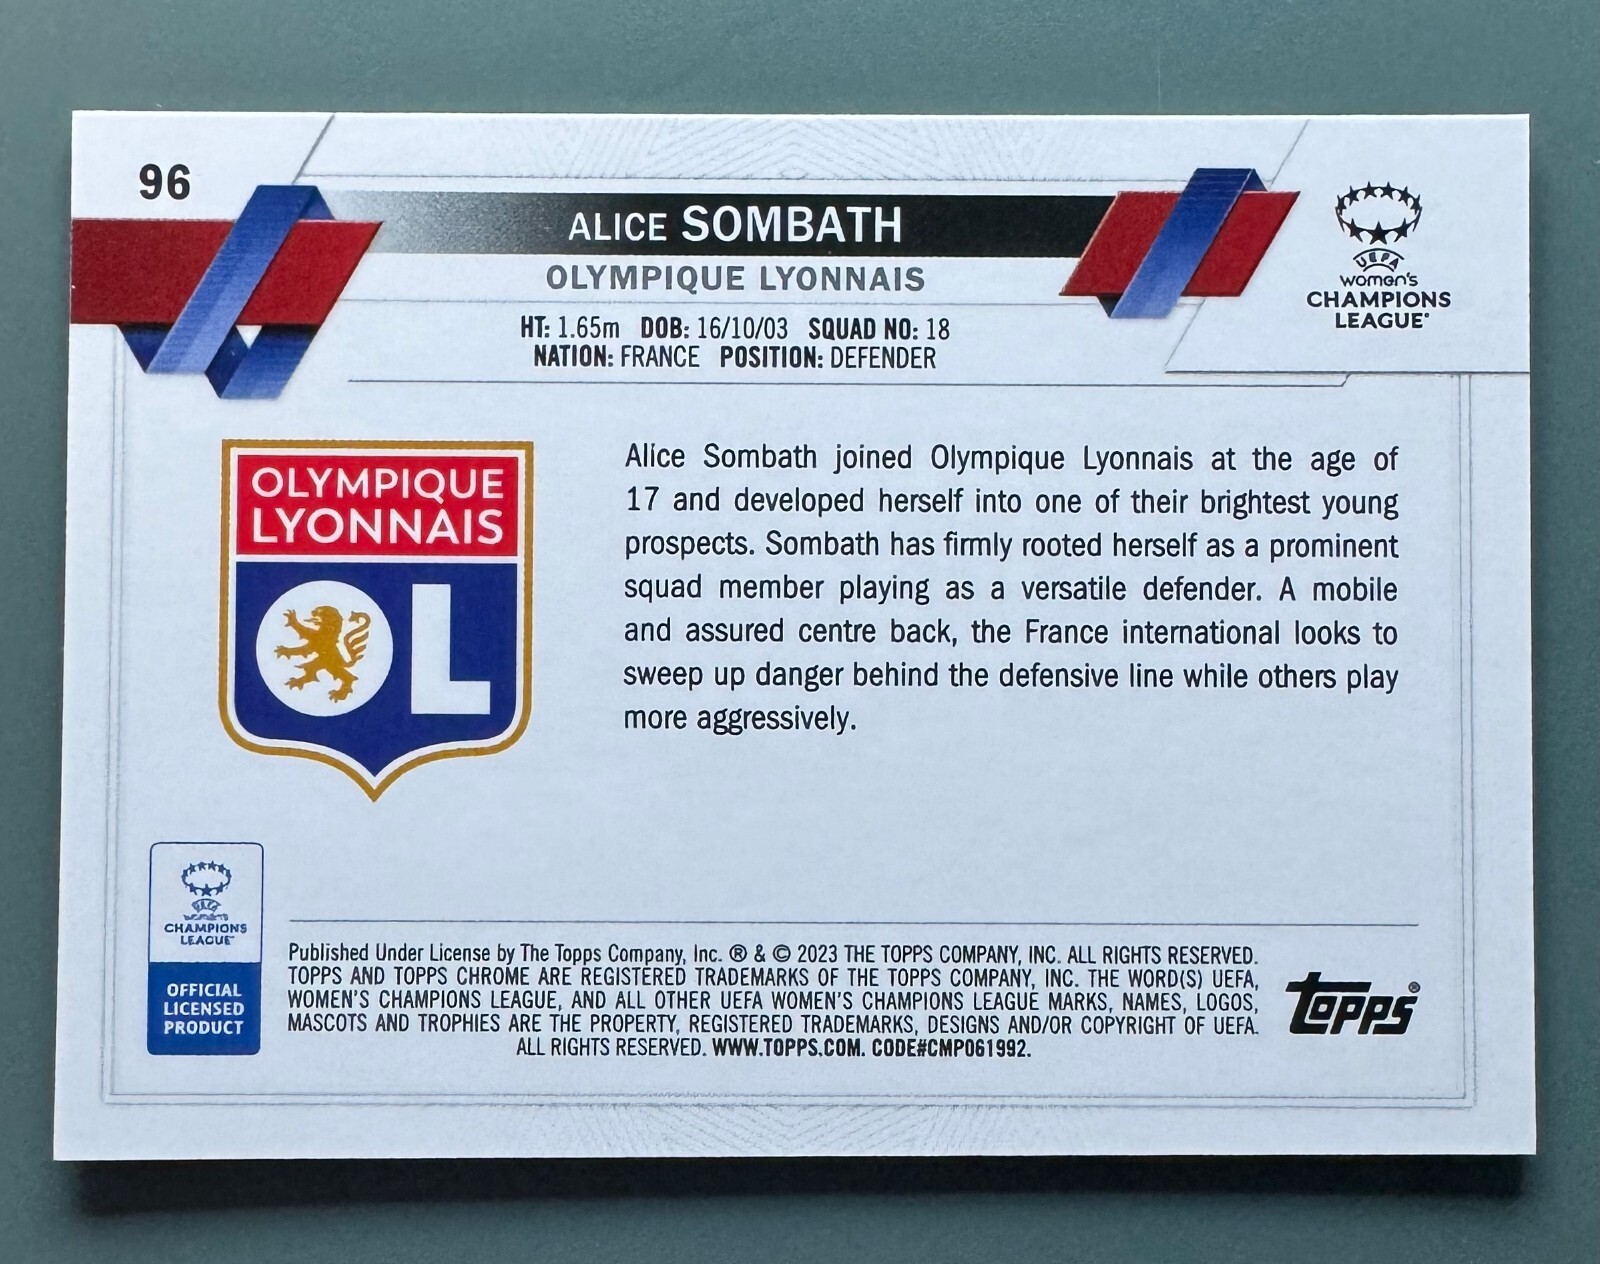 96
ALICE SOMBATH
OLYMPIQUE LYONNAIS
HT: 1.65m DOB: 16/10/03 SQUAD NO: 18
NATION: FRANCE POSITION: DEFENDER
UEFA
women's
CHAMPIONS
LEAGUE
OLYMPIQUE
LYONNAIS
OL
Alice Sombath joined Olympique Lyonnais at the age of
17 and developed herself into one of their brightest young
prospects. Sombath has firmly rooted herself as a prominent
squad member playing as a versatile defender. A mobile
and assured centre back, the France international looks to
sweep up danger behind the defensive line while others play
more aggressively.
UEFA
women's
CHAMPIONS
LEAGUE
OFFICIAL
LICENSED
PRODUCT
Published Under License by The Topps Company, Inc. ® & © 2023 THE TOPPS COMPANY, INC. ALL RIGHTS RESERVED.
TOPPS AND TOPPS CHROME ARE REGISTERED TRADEMARKS OF THE TOPPS COMPANY, INC. THE WORD(S) UEFA,
WOMEN'S CHAMPIONS LEAGUE, AND ALL OTHER UEFA WOMEN'S CHAMPIONS LEAGUE MARKS, NAMES, LOGOS,
MASCOTS AND TROPHIES ARE THE PROPERTY, REGISTERED TRADEMARKS, DESIGNS AND/OR COPYRIGHT OF UEFA.
ALL RIGHTS RESERVED. WWW.TOPPS.COM. CODE#CMP061992.
topps®